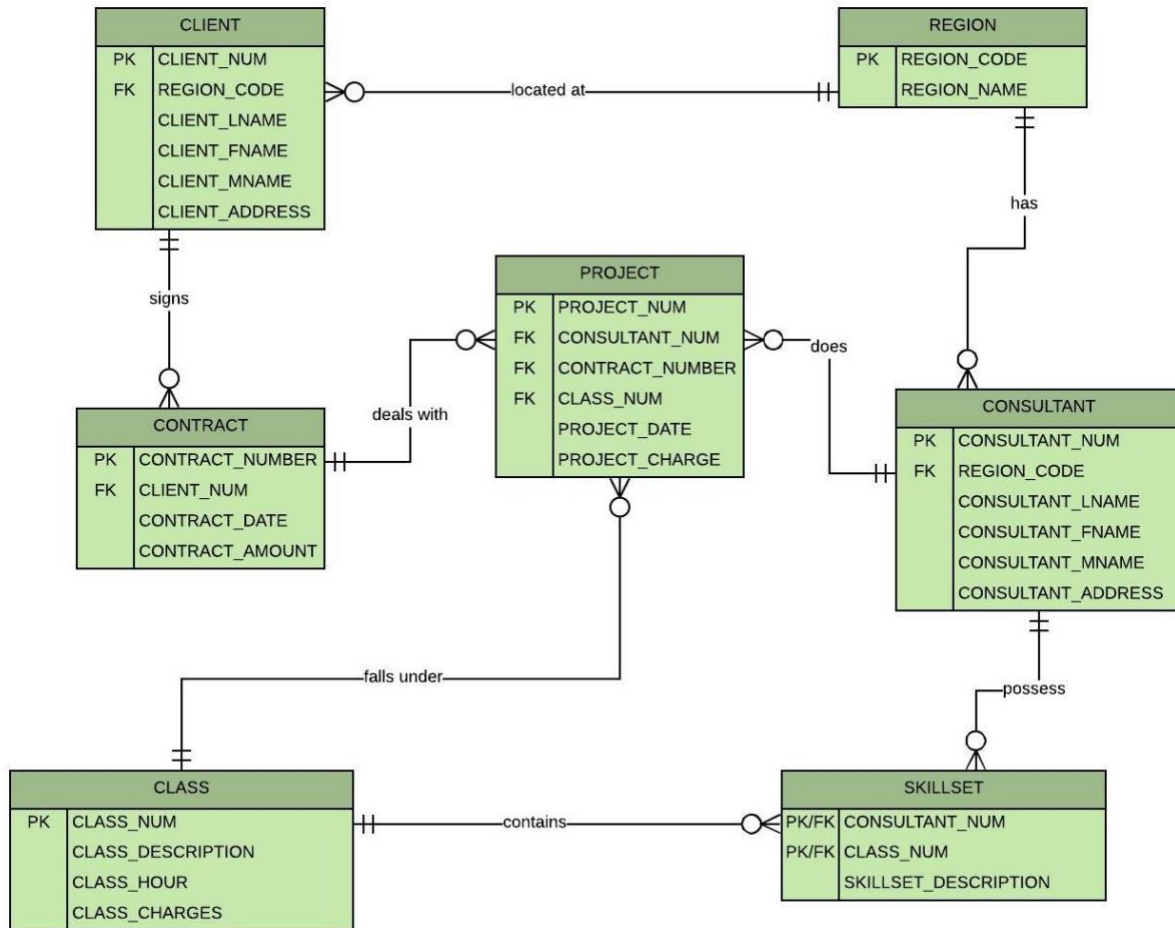 CLIENT
PK CLIENT_NUM
FK REGION_CODE
CLIENT_LNAME
CLIENT_FNAME
CLIENT_MNAME
CLIENT_ADDRESS
located at
REGION
PK REGION_CODE
REGION_NAME
has
signs
PROJECT
PK PROJECT_NUM
FK CONSULTANT_NUM
FK CONTRACT_NUMBER
FK CLASS_NUM
PROJECT_DATE
PROJECT_CHARGE
does
deals with
CONTRACT
PK CONTRACT_NUMBER
FK CLIENT_NUM
CONTRACT_DATE
CONTRACT_AMOUNT
CONSULTANT
PK CONSULTANT_NUM
FK REGION_CODE
CONSULTANT_LNAME
CONSULTANT_FNAME
CONSULTANT_MNAME
CONSULTANT_ADDRESS
falls under
possess
CLASS
PK CLASS_NUM
CLASS_DESCRIPTION
CLASS_HOUR
CLASS_CHARGES
contains
SKILLSET
PK/FK CONSULTANT_NUM
PK/FK CLASS_NUM
SKILLSET_DESCRIPTION